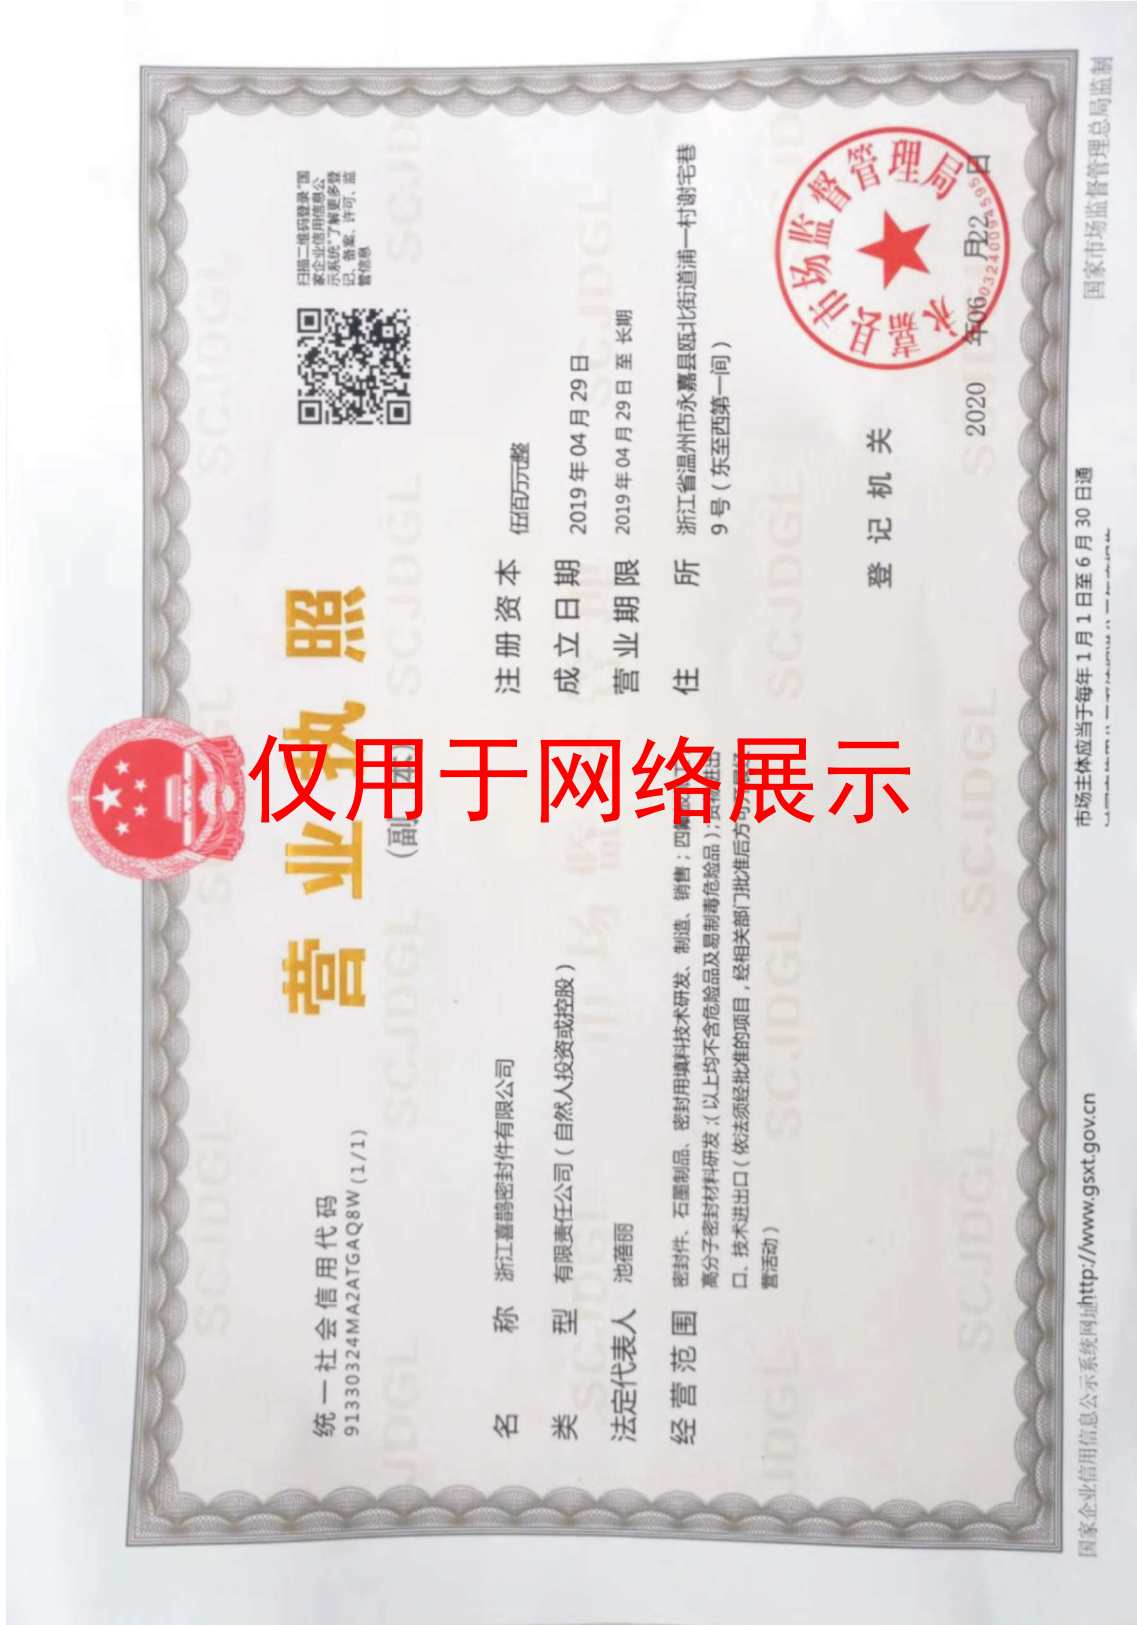 统一社会信用代码
91330324MA2ATGAQ8W (1/1)
营业执照
(副 本)
扫描二维码登录“国
家企业信用信息公
示系统”了解更多登
记、备案、许可、监
管信息
名 称 浙江喜鹊密封件有限公司
类 型 有限责任公司(自然人投资或控股)
法定代表人 池蓓丽
经营范围 密封件、石墨制品、密封用填料技术研发、制造、销售;四氟
高分子密封材料研发;(以上均不含危险品及易制毒危险品);货物进出
口、技术进出口(依法须经批准的项目,经相关部门批准后方可开展经
营活动)
注册资本 伍佰万元整
成立日期 2019年04月29日
营业期限 2019年04月29日至长期
住 所 浙江省温州市永嘉县瓯北街道浦一村谢宅巷
9号(东至西第一间)
登记机关
永嘉县市场监督管理局
2020 年06 月22 日
仅用于网络展示
国家企业信用信息公示系统网址http://www.gsxt.gov.cn
市场主体应当于每年1月1日至6月30日通
国家市场监督管理总局监制
SCJDGL